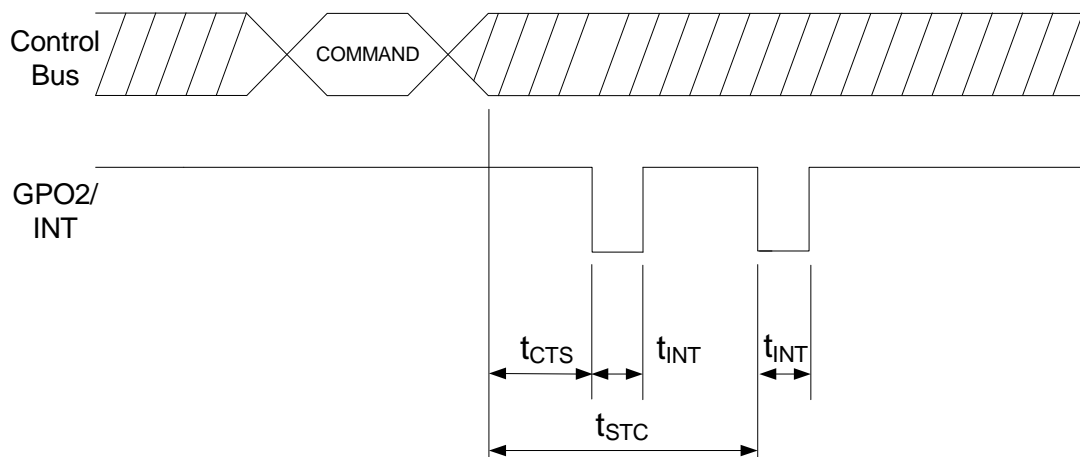 Control
Bus
COMMAND
GPO2/
INT
tCTS
tINT
tINT
tSTC